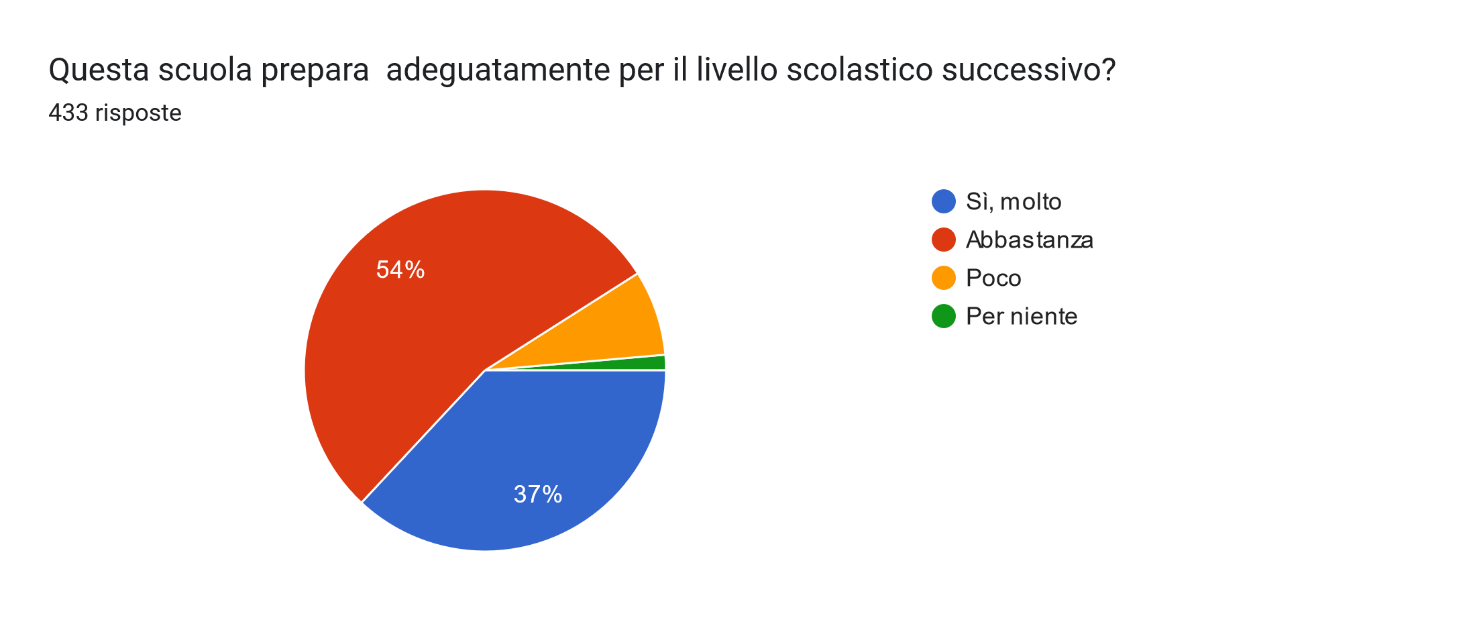 Questa scuola prepara  adeguatamente per il livello scolastico successivo?
433 risposte
54%
37%
Sì, molto
Abbastanza
Poco
Per niente